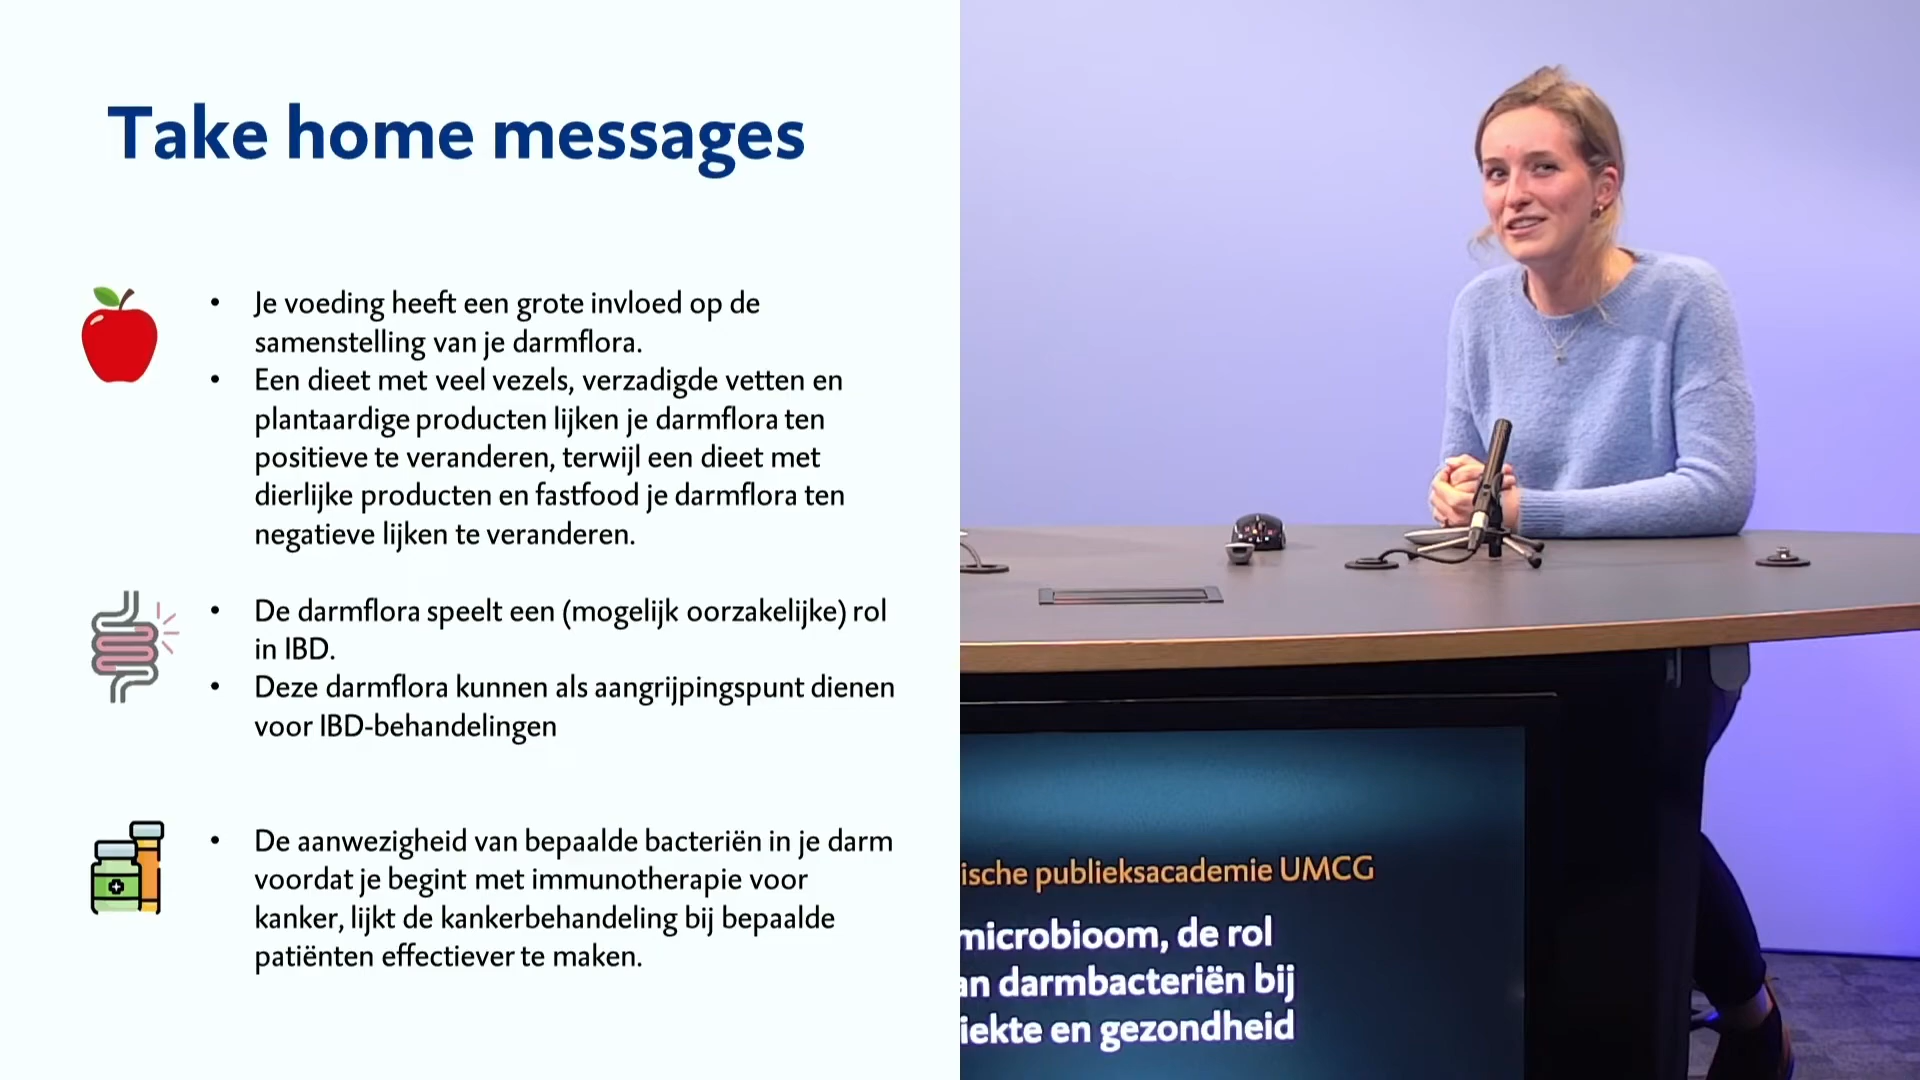 Take home messages
• Je voeding heeft een grote invloed op de
samenstelling van je darmflora.
• Een dieet met veel vezels, verzadigde vetten en
plantaardige producten lijken je darmflora ten
positieve te veranderen, terwijl een dieet met
dierlijke producten en fastfood je darmflora ten
negatieve lijken te veranderen.
• De darmflora speelt een (mogelijk oorzakelijke) rol
in IBD.
• Deze darmflora kunnen als aangrijpingspunt dienen
voor IBD-behandelingen
• De aanwezigheid van bepaalde bacteriën in je darm
voordat je begint met immunotherapie voor
kanker, lijkt de kankerbehandeling bij bepaalde
patiënten effectiever te maken.
ische publieksacademie UMCG
microbioom, de rol
an darmbacteriën bij
iekte en gezondheid